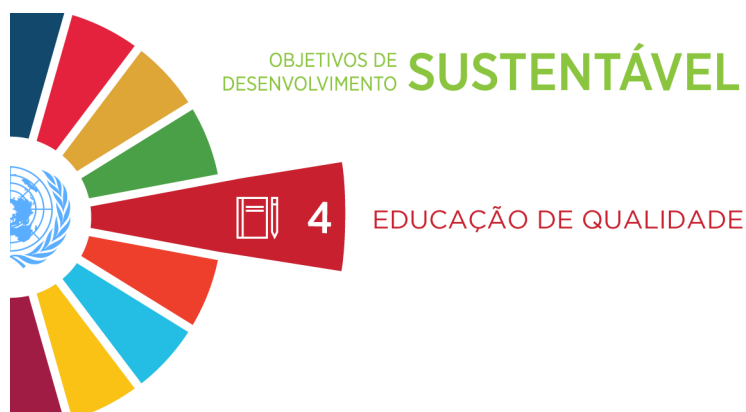 OBJETIVOS DE
DESENVOLVIMENTO SUSTENTÁVEL
4 EDUCAÇÃO DE QUALIDADE